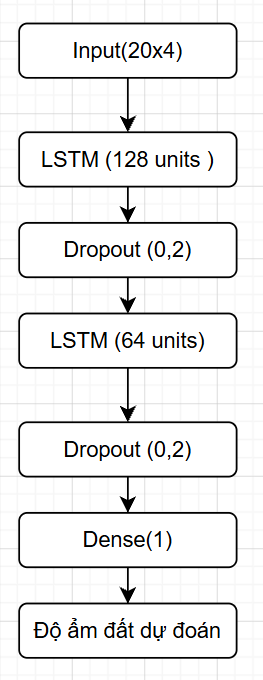 Input(20x4)
LSTM (128 units )
Dropout (0,2)
LSTM (64 units)
Dropout (0,2)
Dense(1)
Độ ẩm đất dự đoán